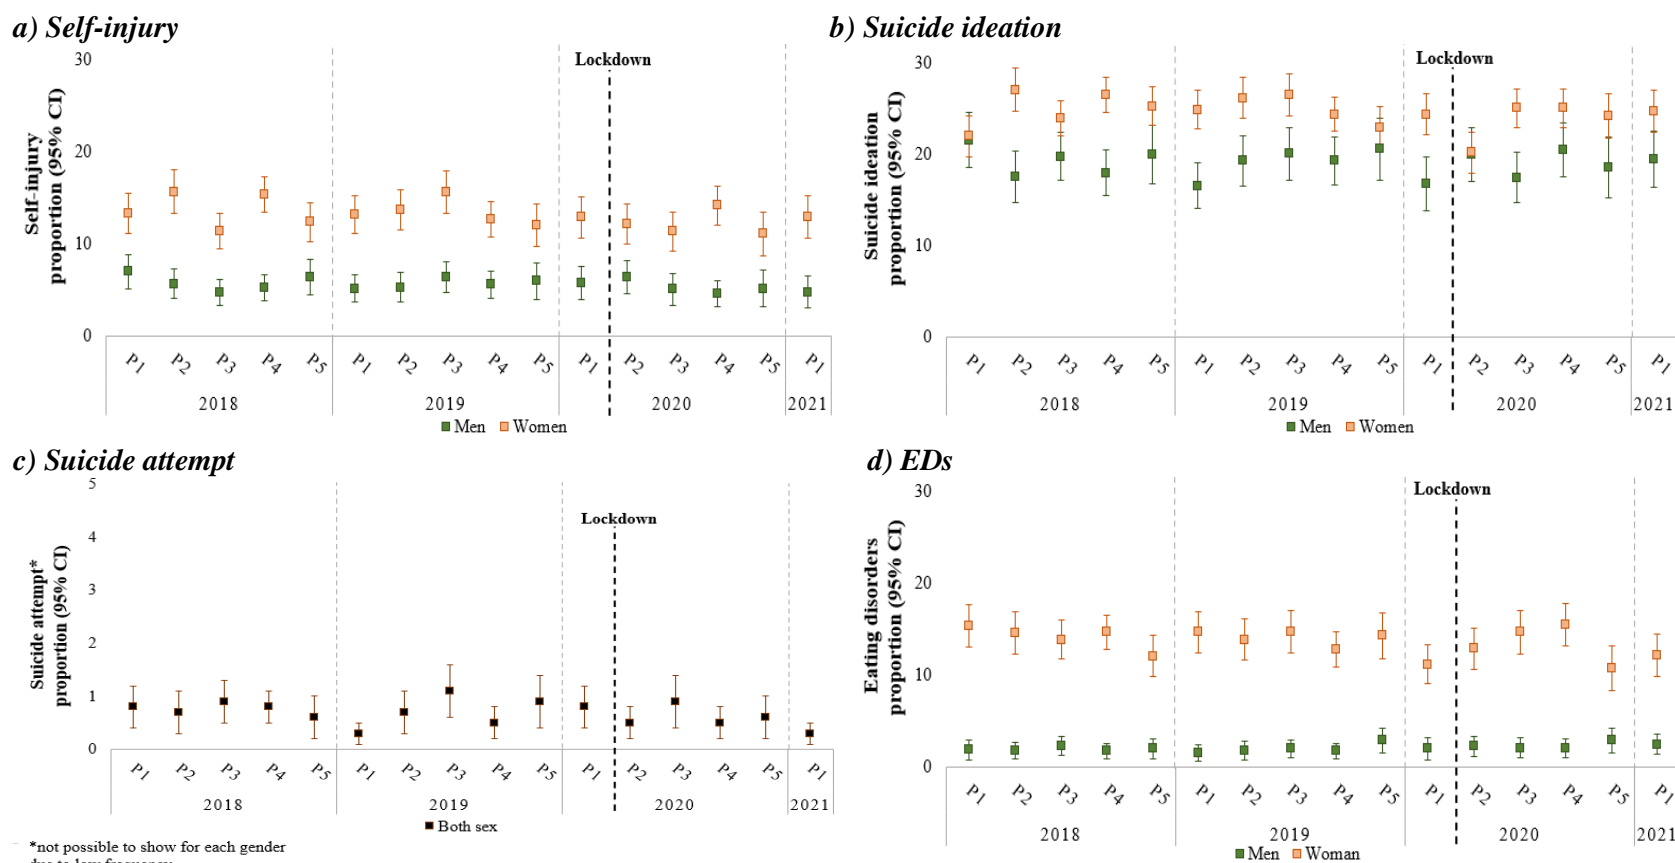 a) Self-injury
30
20
10
0
Self-injury
proportion (95% CI)
Lockdown
P1 P2 P3 P4 P5 P1 P2 P3 P4 P5 P1 P2 P3 P4 P5 P1
2018 2019 2020 2021
Men Women
b) Suicide ideation
30
20
10
0
Suicide ideation
proportion (95% CI)
Lockdown
P1 P2 P3 P4 P5 P1 P2 P3 P4 P5 P1 P2 P3 P4 P5 P1
2018 2019 2020 2021
Men Women
c) Suicide attempt
5
4
3
2
1
0
Suicide attempt*
proportion (95% CI)
Lockdown
P1 P2 P3 P4 P5 P1 P2 P3 P4 P5 P1 P2 P3 P4 P5 P1
2018 2019 2020 2021
Both sex
*not possible to show for each gender
due to low frequency
d) EDs
30
20
10
0
Eating disorders
proportion (95% CI)
Lockdown
P1 P2 P3 P4 P5 P1 P2 P3 P4 P5 P1 P2 P3 P4 P5 P1
2018 2019 2020 2021
Men Woman